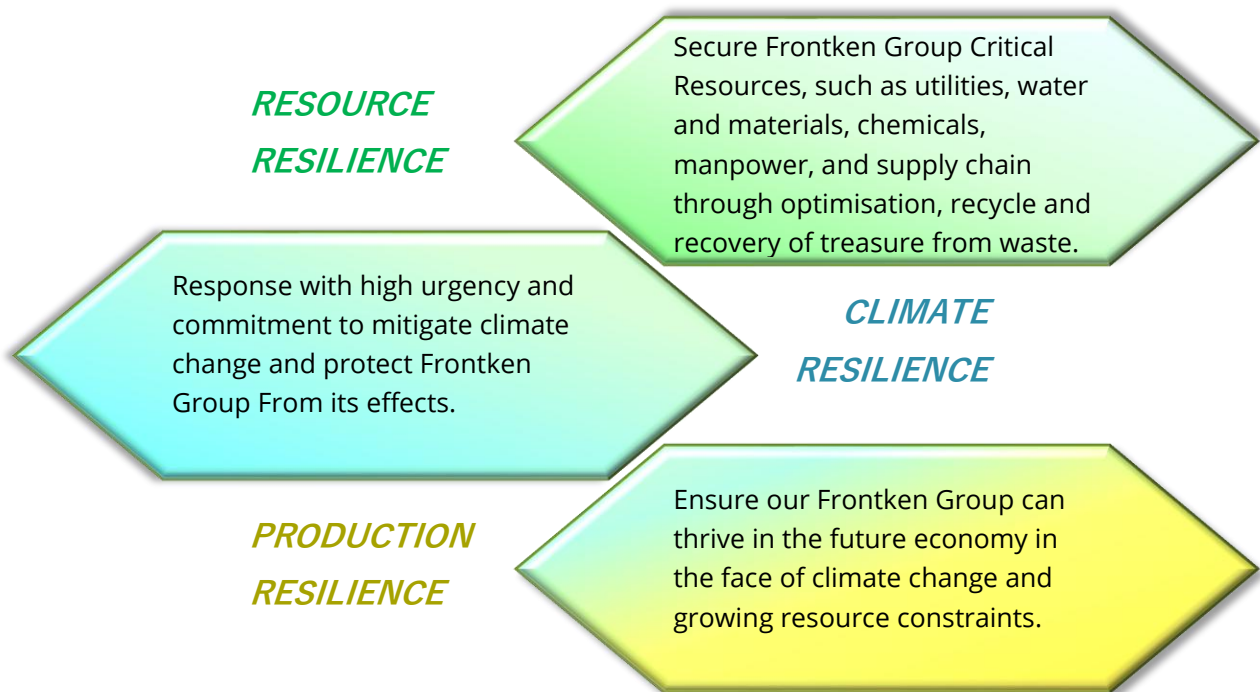 RESOURCE
RESILIENCE
Secure Frontken Group Critical
Resources, such as utilities, water
and materials, chemicals,
manpower, and supply chain
through optimisation, recycle and
recovery of treasure from waste.
Response with high urgency and
commitment to mitigate climate
change and protect Frontken
Group From its effects.
CLIMATE
RESILIENCE
PRODUCTION
RESILIENCE
Ensure our Frontken Group can
thrive in the future economy in
the face of climate change and
growing resource constraints.